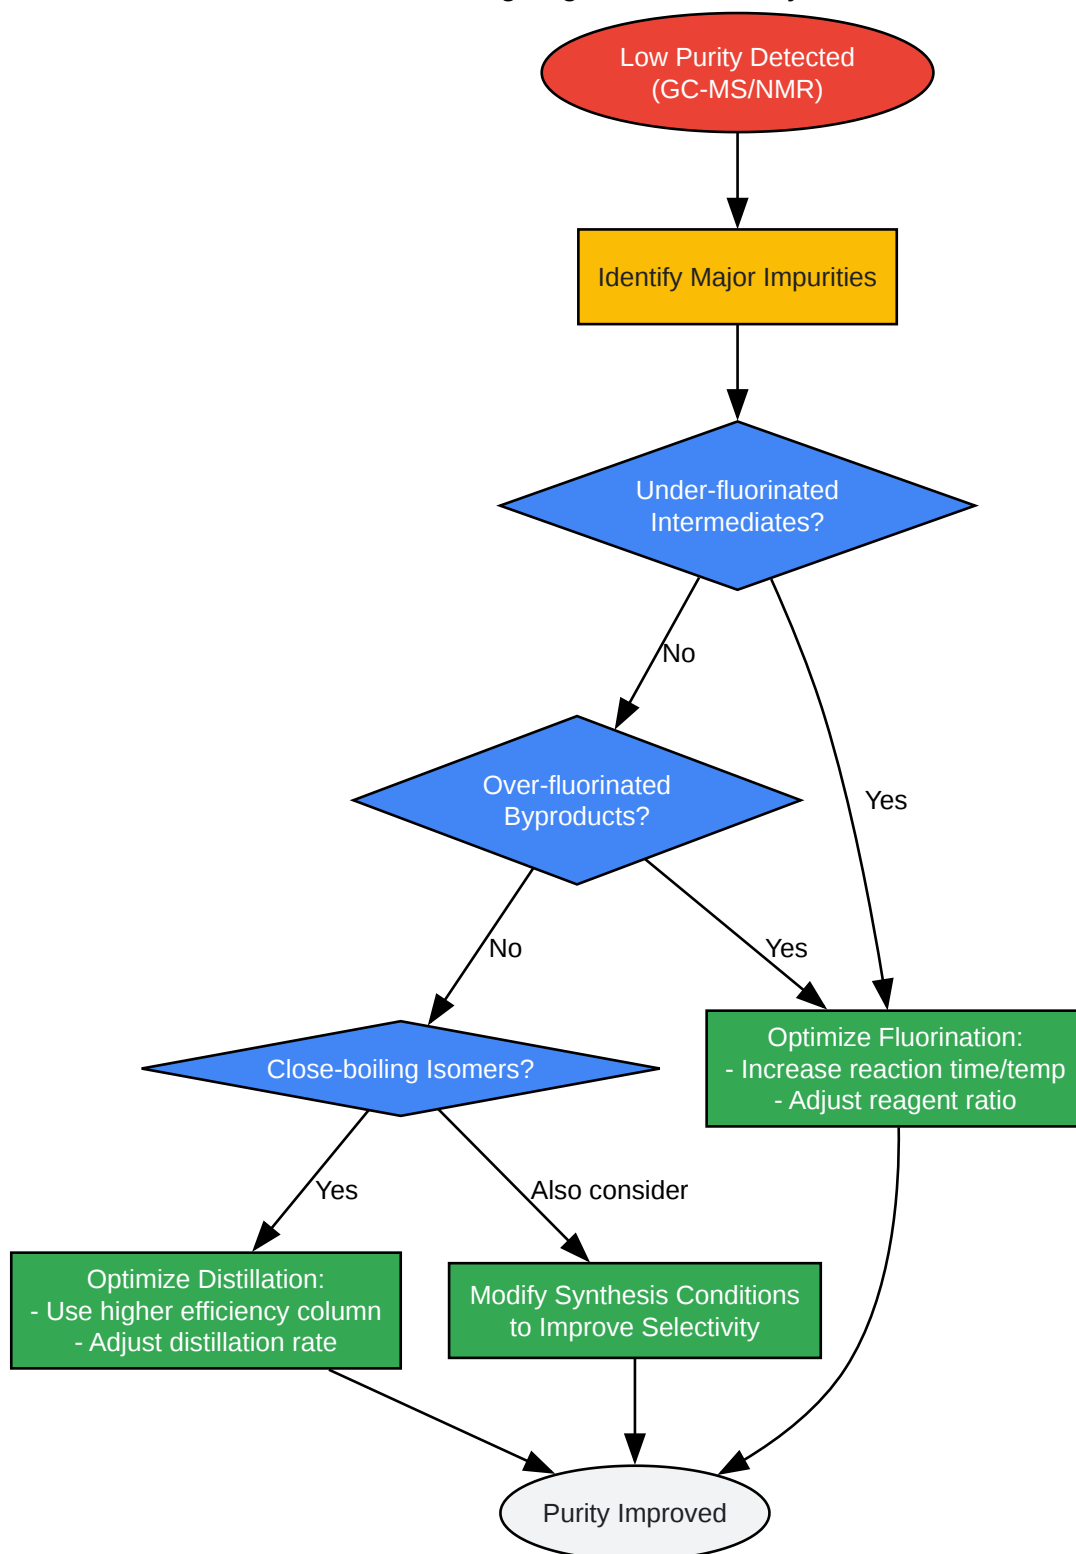 Low Purity Detected
(GC-MS/NMR)
Identify Major Impurities
Under-fluorinated
Intermediates?
No
Yes
Over-fluorinated
Byproducts?
No
Yes
Close-boiling Isomers?
Optimize Fluorination:
- Increase reaction time/temp
- Adjust reagent ratio
Yes
Also consider
Optimize Distillation:
- Use higher efficiency column
- Adjust distillation rate
Modify Synthesis Conditions
to Improve Selectivity
Purity Improved